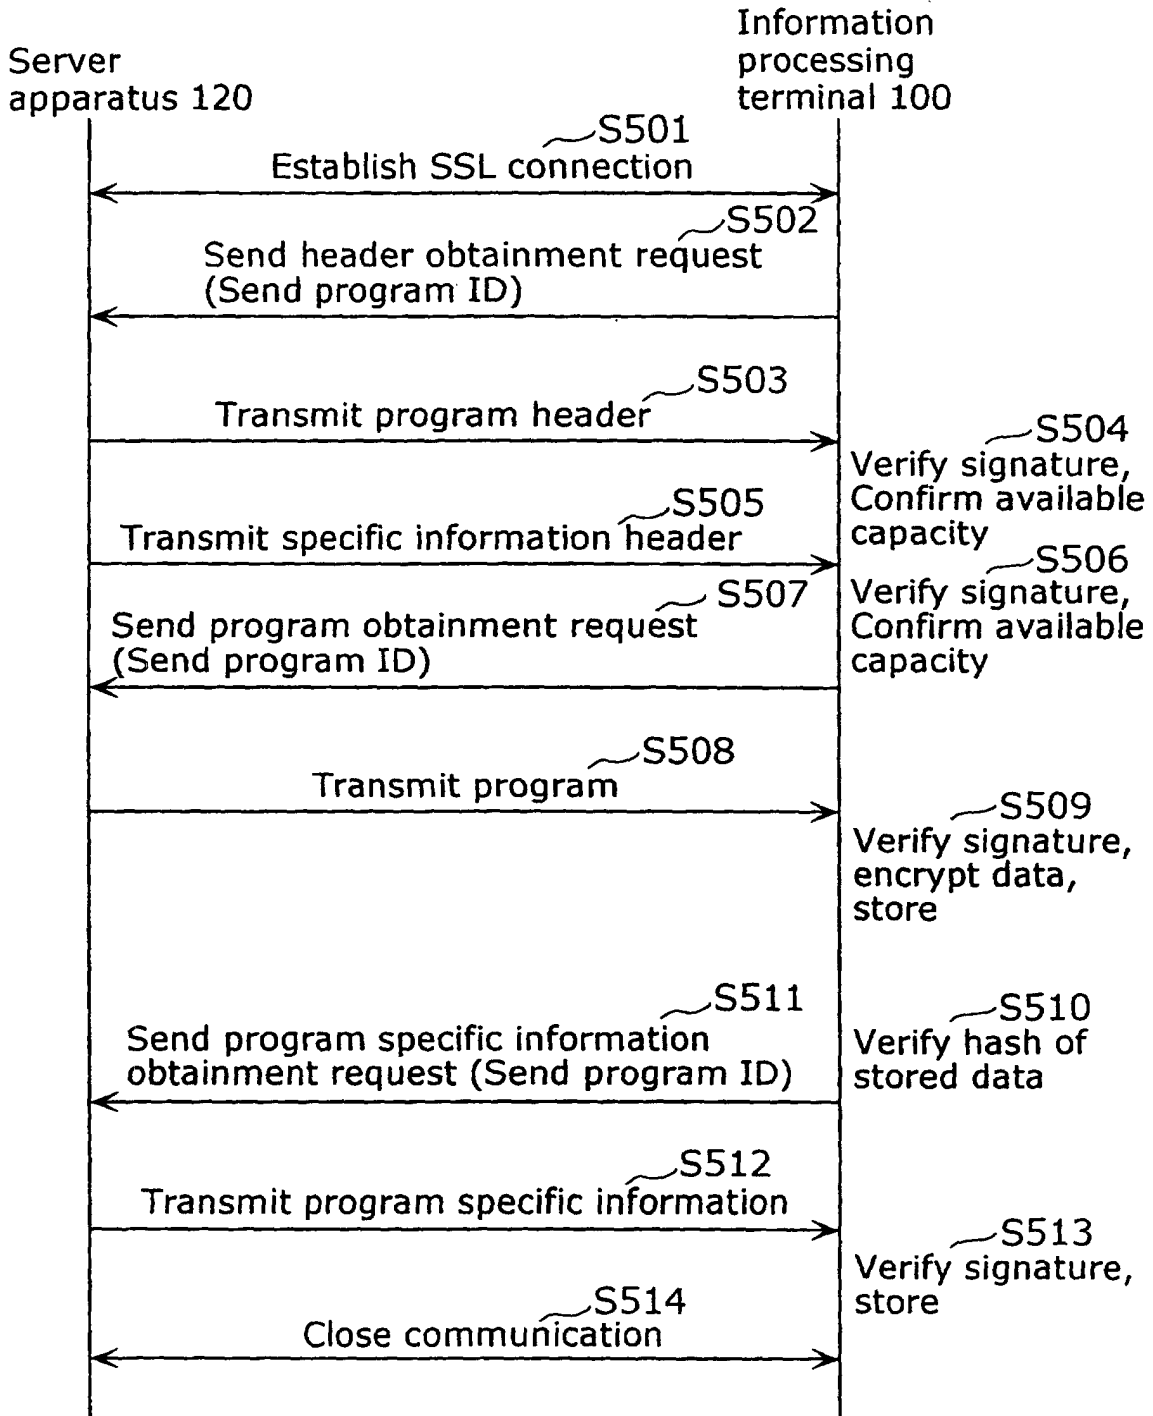 Information
processing
terminal 100
Server
apparatus 120
S501
Establish SSL connection
S502
Send header obtainment request
(Send program ID)
S503
Transmit program header
S504
Verify signature,
Confirm available
capacity
S505
Transmit specific information header
S506
Verify signature,
Confirm available
capacity
S507
Send program obtainment request
(Send program ID)
S508
Transmit program
S509
Verify signature,
encrypt data,
store
S510
Verify hash of
stored data
S511
Send program specific information
obtainment request (Send program ID)
S512
Transmit program specific information
S513
Verify signature,
store
S514
Close communication